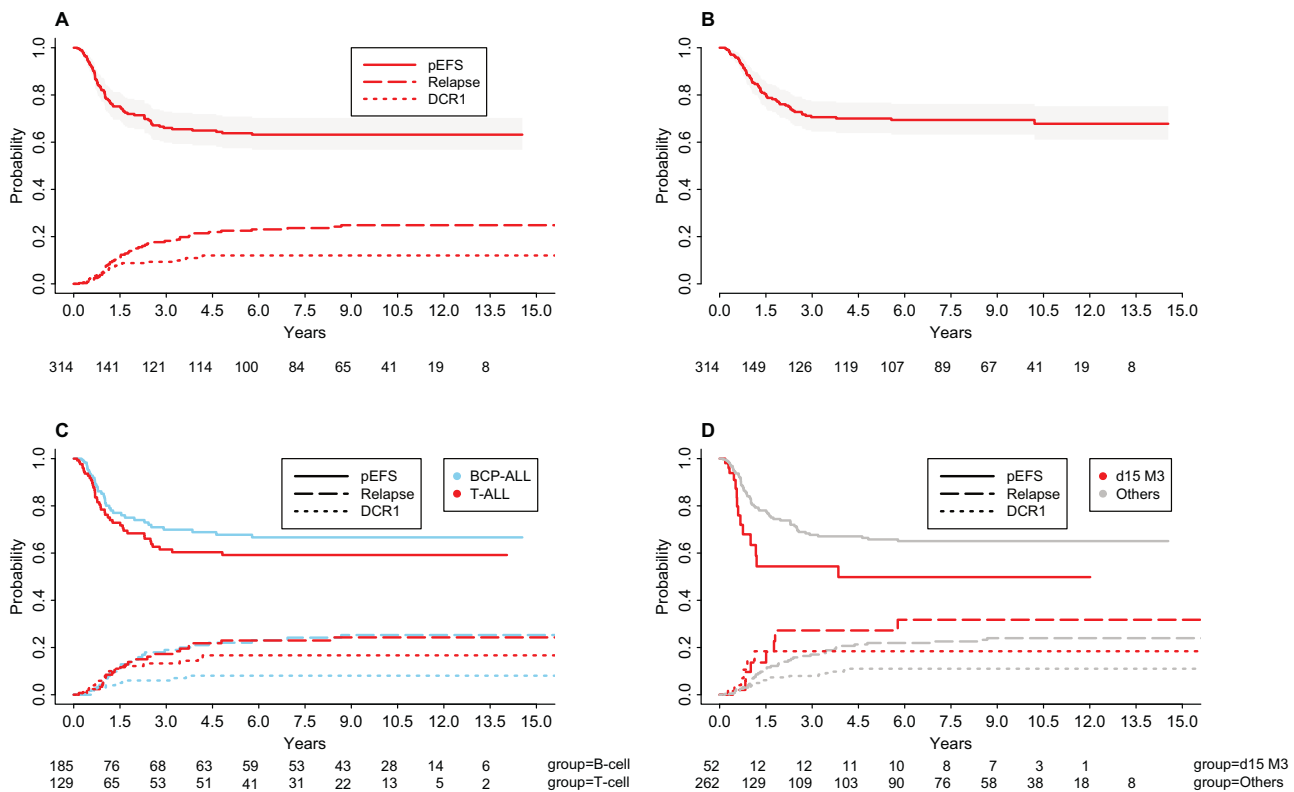 A
pEFS
Relapse
DCR1
Probability
0.0 0.2 0.4 0.6 0.8 1.0
0.0 1.5 3.0 4.5 6.0 7.5 9.0 10.5 12.0 13.5 15.0
Years
314 141 121 114 100 84 65 41 19 8
B
Probability
0.0 0.2 0.4 0.6 0.8 1.0
0.0 1.5 3.0 4.5 6.0 7.5 9.0 10.5 12.0 13.5 15.0
Years
314 149 126 119 107 89 67 41 19 8
C
pEFS
Relapse
DCR1
BCP-ALL
T-ALL
Probability
0.0 0.2 0.4 0.6 0.8 1.0
0.0 1.5 3.0 4.5 6.0 7.5 9.0 10.5 12.0 13.5 15.0
Years
185 76 68 63 59 53 43 28 14 6 group=B-cell
129 65 53 51 41 31 22 13 5 2 group=T-cell
D
pEFS
Relapse
DCR1
d15 M3
Others
Probability
0.0 0.2 0.4 0.6 0.8 1.0
0.0 1.5 3.0 4.5 6.0 7.5 9.0 10.5 12.0 13.5 15.0
Years
52 12 12 11 10 8 7 3 1 group=d15 M3
262 129 109 103 90 76 58 38 18 8 group=Others